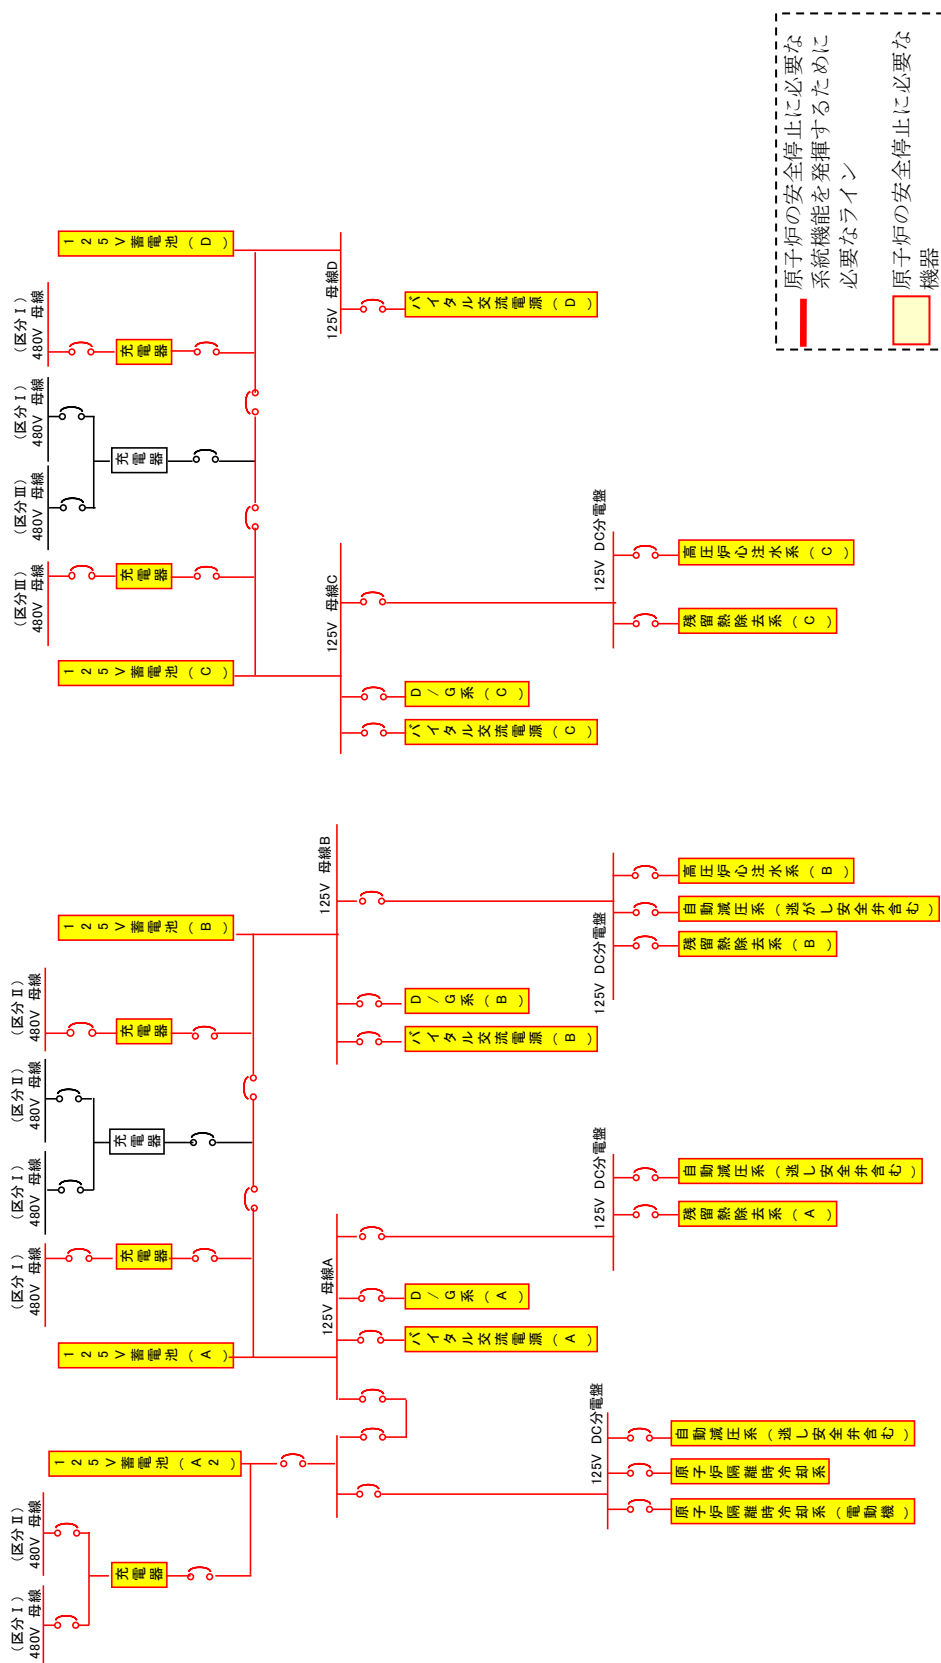 (区分Ⅰ)
480V 母線
(区分Ⅱ)
480V 母線
充電器
125V蓄電池(A2)
125V DC分電盤
原子炉隔離時冷却系(電動機)
原子炉隔離時冷却系
自動減圧系(逃し安全弁含む)
125V蓄電池(A)
(区分Ⅰ)
480V 母線
充電器
(区分Ⅰ)
480V 母線
(区分Ⅱ)
480V 母線
充電器
(区分Ⅱ)
480V 母線
充電器
125V蓄電池(B)
125V 母線A
バイタル交流電源(A)
D/G系(A)
125V DC分電盤
残留熱除去系(A)
自動減圧系(逃し安全弁含む)
125V 母線B
バイタル交流電源(B)
D/G系(B)
125V DC分電盤
残留熱除去系(B)
自動減圧系(逃がし安全弁含む)
高圧炉心注水系(B)
125V蓄電池(C)
(区分Ⅲ)
480V 母線
充電器
(区分Ⅲ)
480V 母線
(区分Ⅰ)
480V 母線
充電器
(区分Ⅰ)
480V 母線
充電器
125V蓄電池(D)
125V 母線C
バイタル交流電源(C)
D/G系(C)
125V DC分電盤
残留熱除去系(C)
高圧炉心注水系(C)
125V 母線D
バイタル交流電源(D)
原子炉の安全停止に必要な
系統機能を発揮するために
必要なライン
原子炉の安全停止に必要な
機器